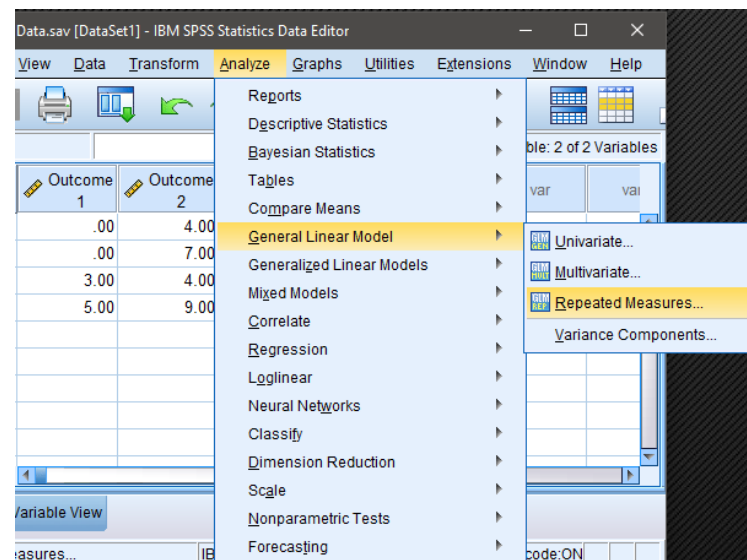 Data.sav [DataSet1] - IBM SPSS Statistics Data Editor
View Data Transform Analyze Graphs Utilities Extensions Window Help
Reports
Descriptive Statistics
Bayesian Statistics
ble: 2 of 2 Variables
Tables
Outcome 1
Outcome 2
var
var
Compare Means
.00 4.00
General Linear Model
Univariate...
.00 7.00
Generalized Linear Models
Multivariate...
3.00 4.00
Mixed Models
Repeated Measures...
5.00 9.00
Correlate
Variance Components...
Regression
Loglinear
Neural Networks
Classify
Dimension Reduction
Scale
Variable View
Nonparametric Tests
Forecasting
easures...
IB
code:ON